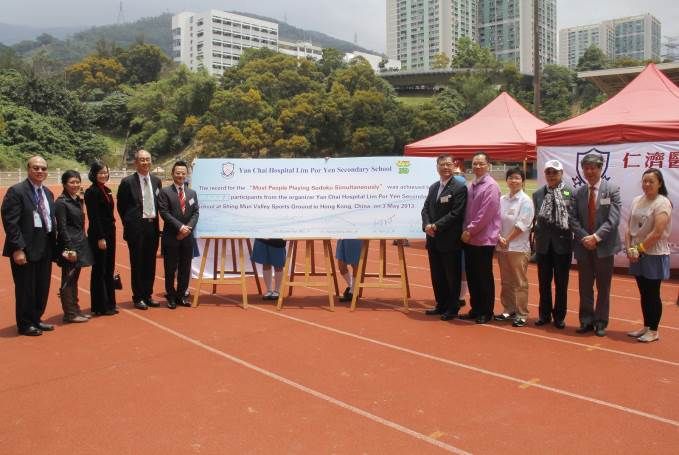 Yan Chai Hospital Lim Por Yen Secondary School
The record for the "Most People Playing Sudoku Simultaneously" was achieved
participants from the organizer Yan Chai Hospital Lim Por Yen Secondary
School at Shing Mun Valley Sports Ground in Hong Kong, China on 3 May 2013
仁濟醫